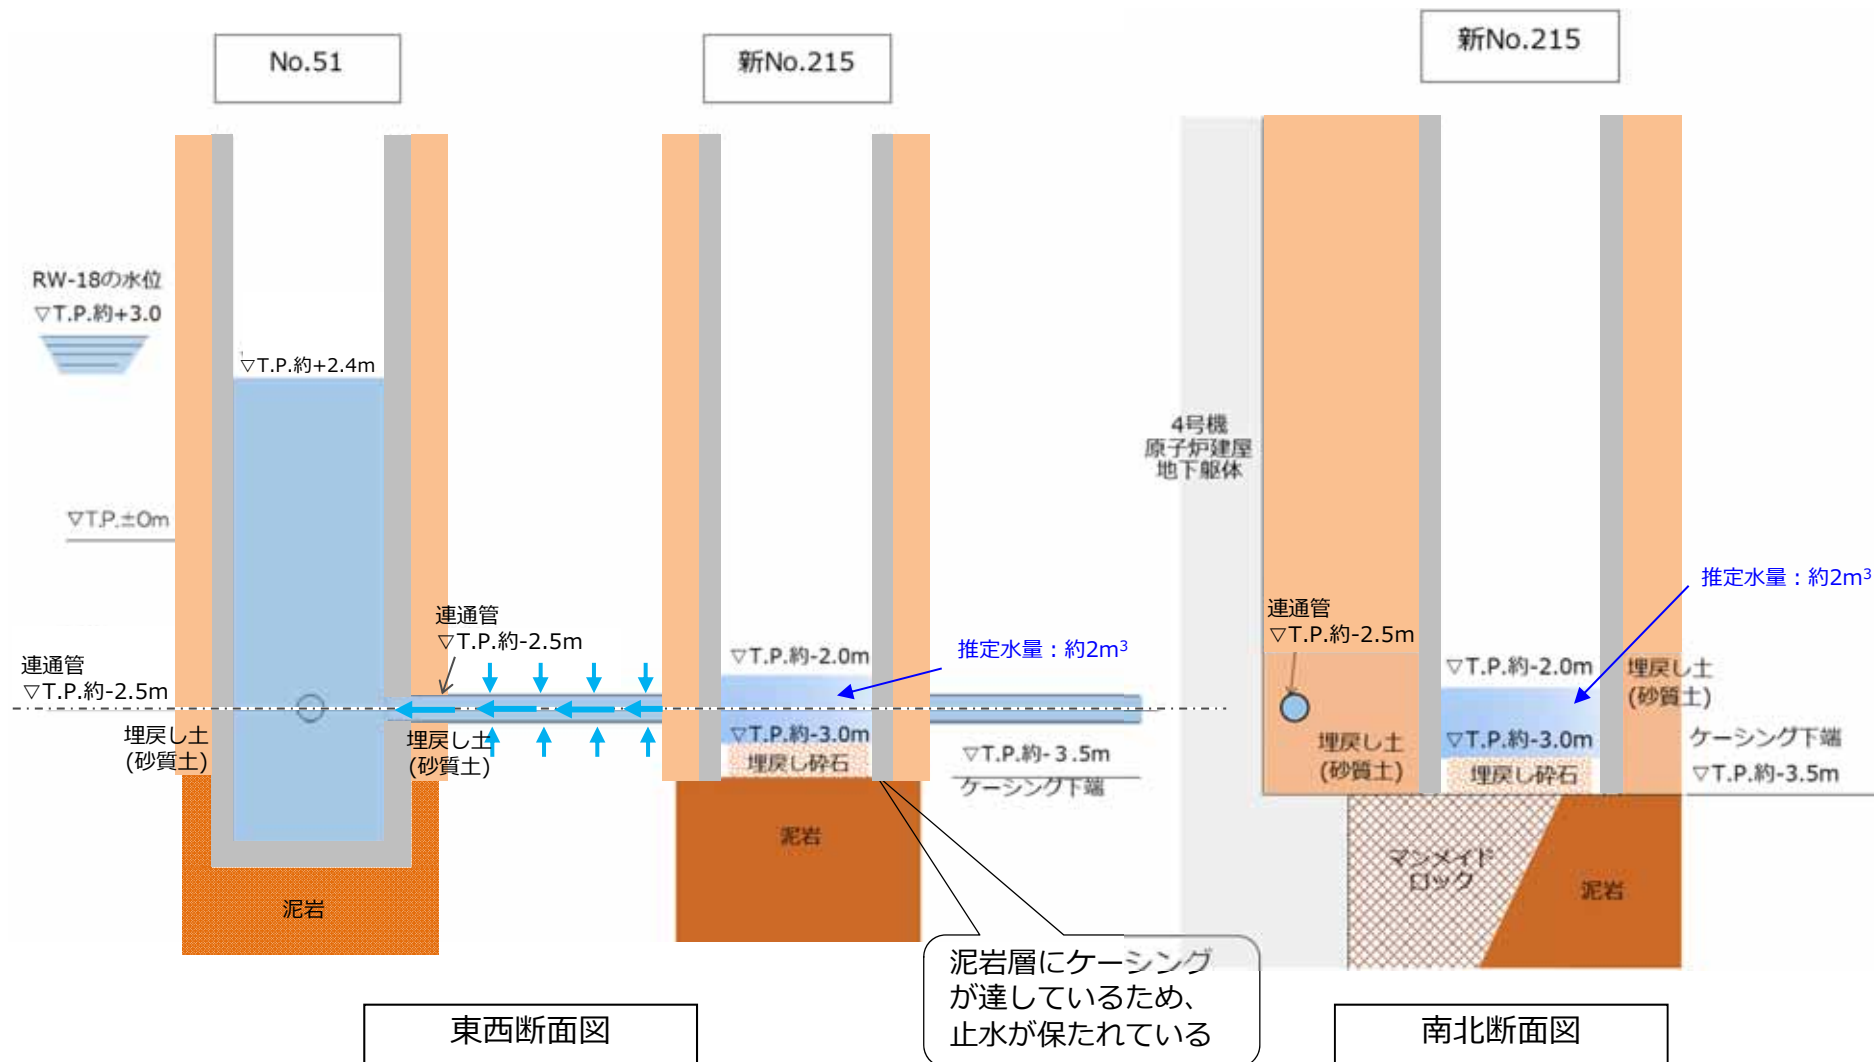 No.51
新No.215
新No.215
RW-18の水位
▽T.P.約+3.0
▽T.P.約+2.4m
▽T.P.±0m
4号機
原子炉建屋
地下躯体
連通管
▽T.P.約-2.5m
連通管
▽T.P.約-2.5m
▽T.P.約-2.0m
推定水量：約2m³
▽T.P.約-3.0m
埋戻し砕石
埋戻し土
(砂質土)
埋戻し土
(砂質土)
▽T.P.約-3.5m
ケーシング下端
泥岩
泥岩
泥岩層にケーシング
が達しているため、
止水が保たれている
東西断面図
連通管
▽T.P.約-2.5m
推定水量：約2m³
▽T.P.約-2.0m
埋戻し土
(砂質土)
埋戻し土
(砂質土)
▽T.P.約-3.0m
埋戻し砕石
ケーシング下端
▽T.P.約-3.5m
マンメイド
ロック
泥岩
南北断面図